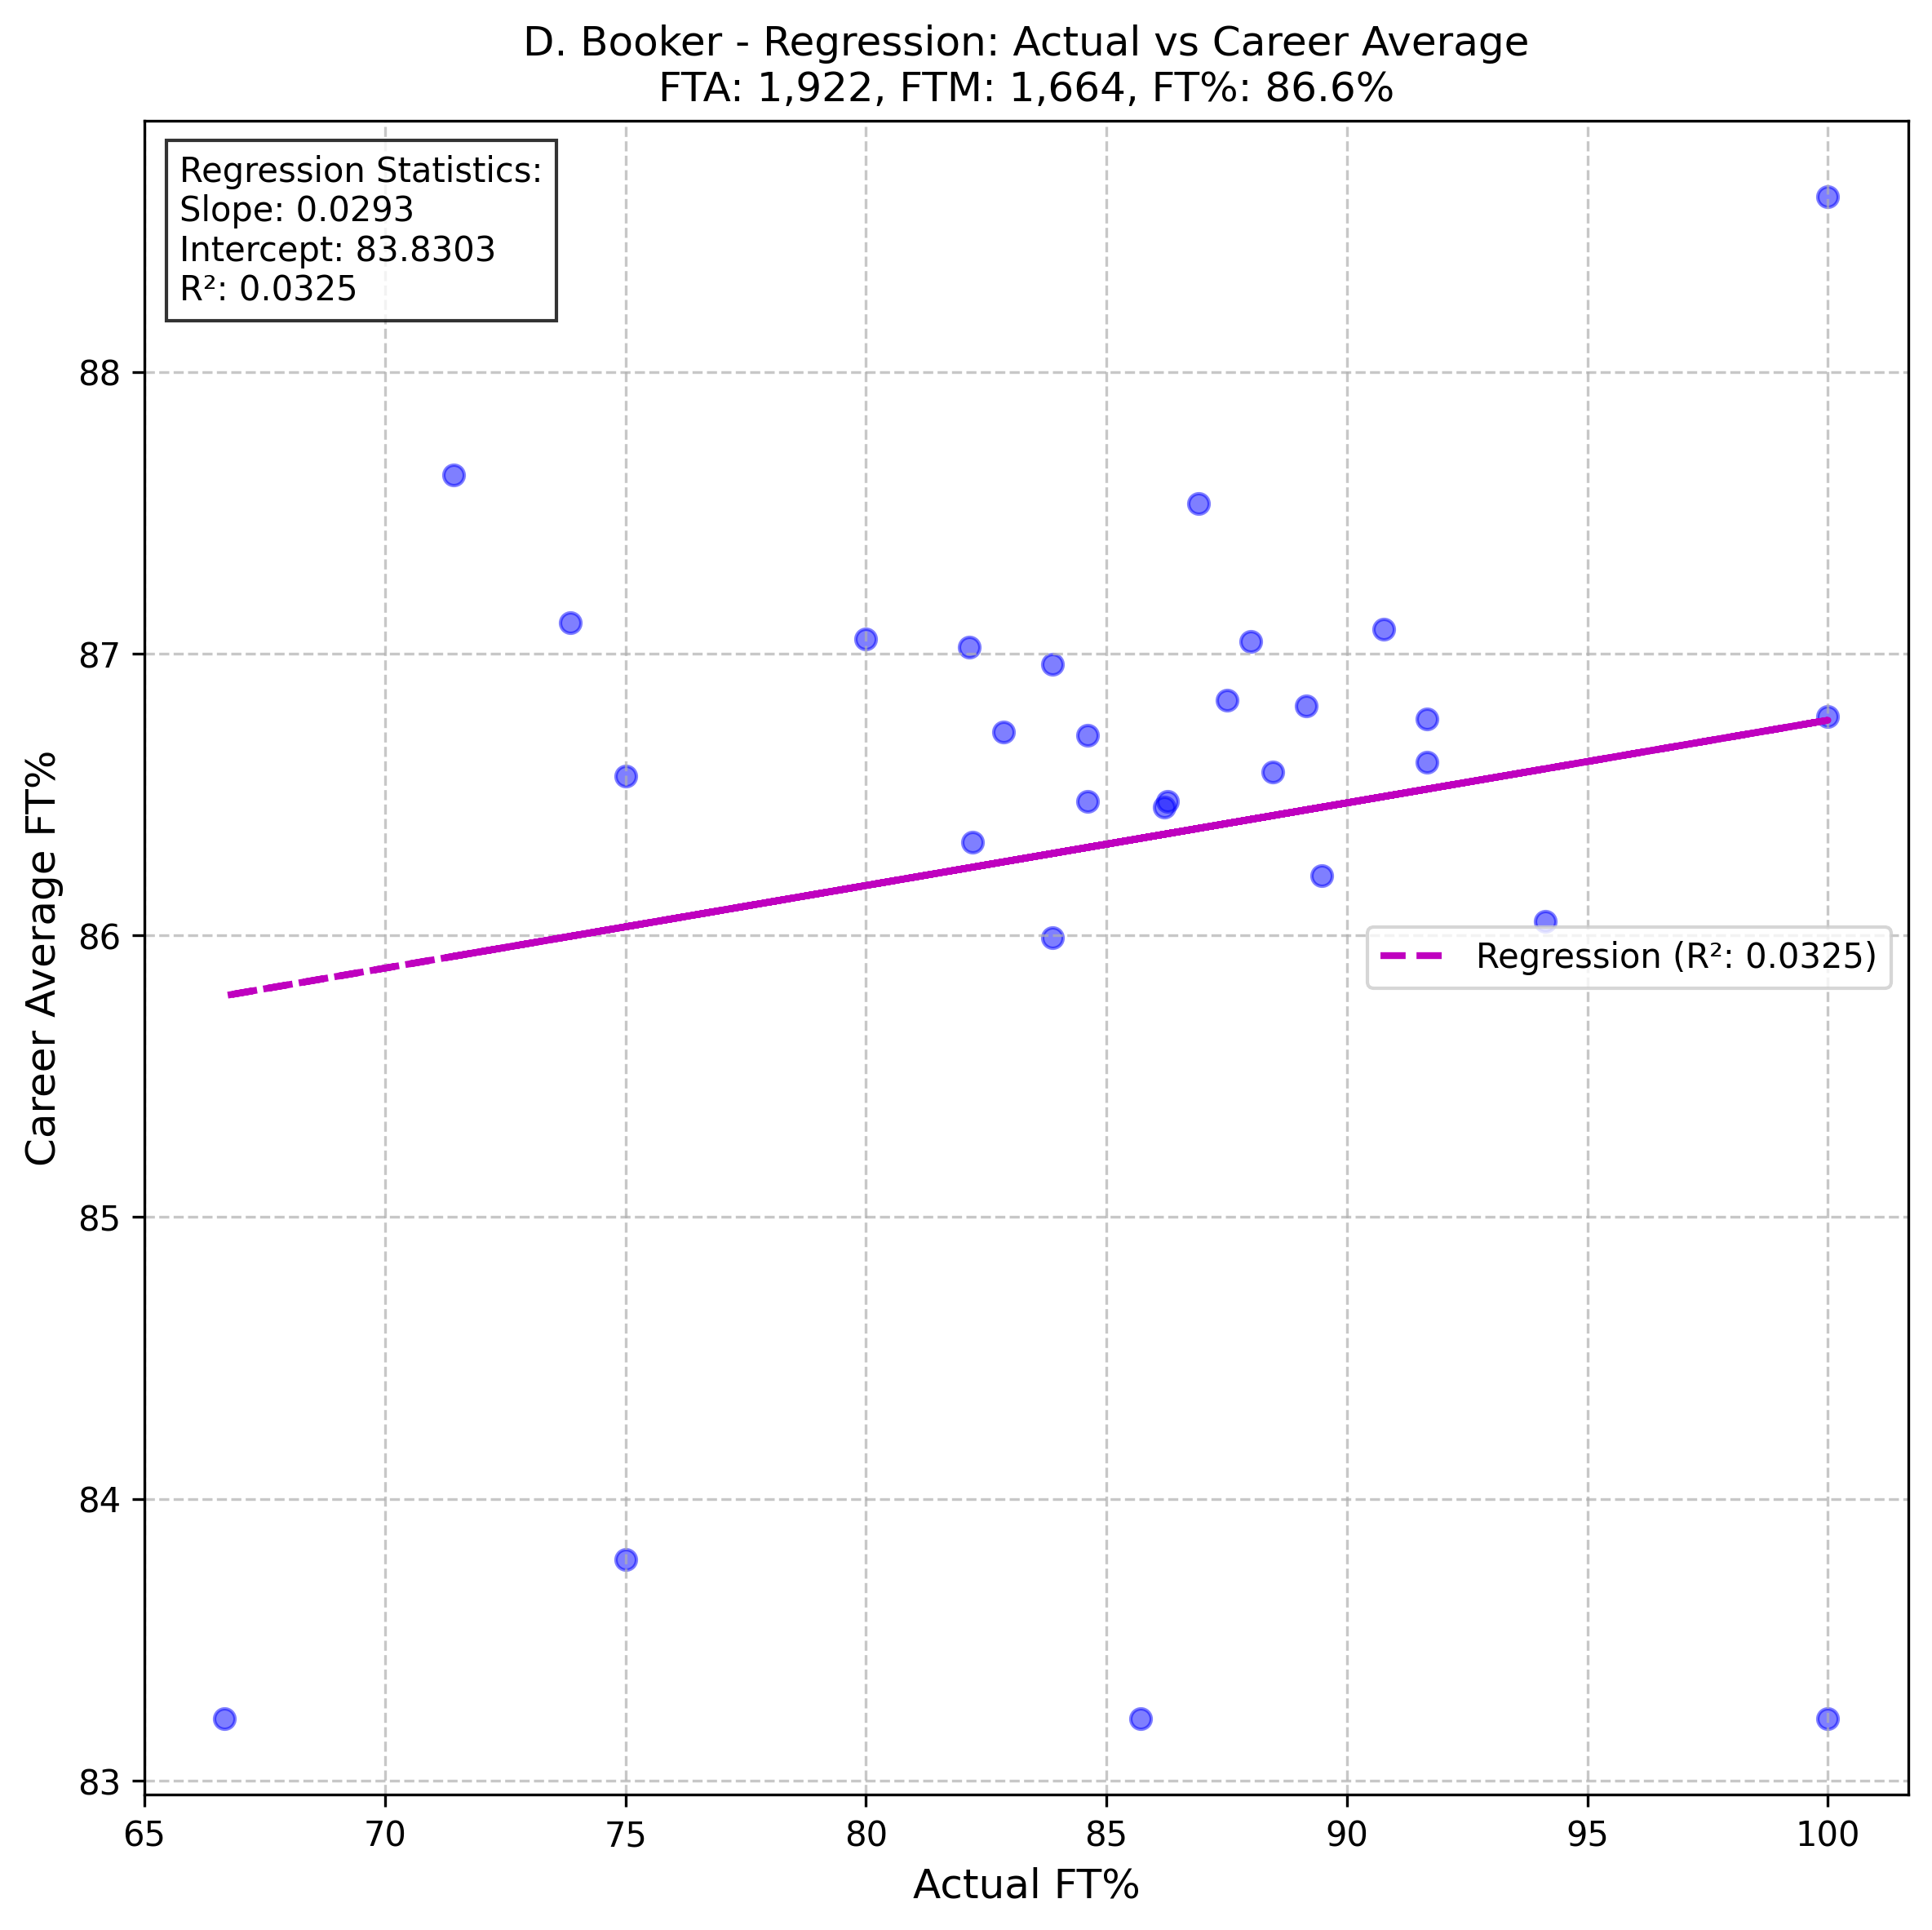 D. Booker - Regression: Actual vs Career Average
FTA: 1,922, FTM: 1,664, FT%: 86.6%
Regression Statistics:
Slope: 0.0293
Intercept: 83.8303
R²: 0.0325
88
87
86
85
84
83
Career Average FT%
Regression (R²: 0.0325)
65 70 75 80 85 90 95 100
Actual FT%